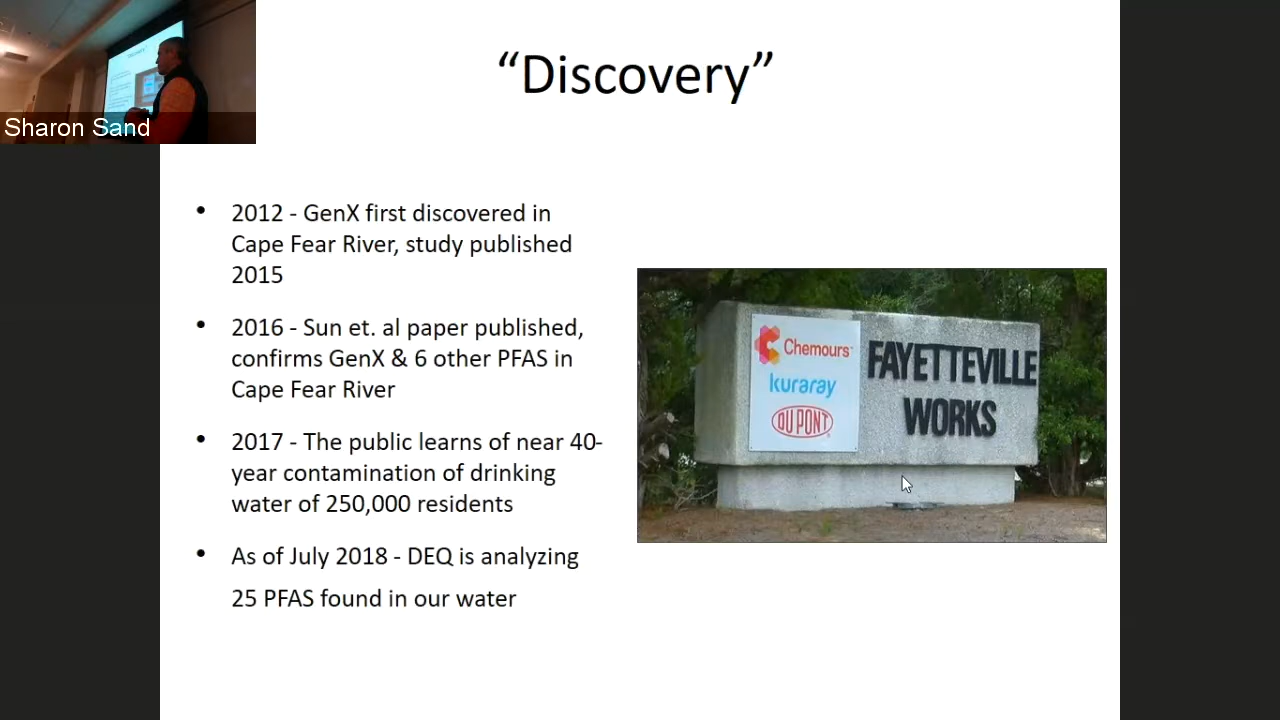 “Discovery”
Sharon Sand
• 2012 - GenX first discovered in
Cape Fear River, study published
2015
• 2016 - Sun et. al paper published,
confirms GenX & 6 other PFAS in
Cape Fear River
• 2017 - The public learns of near 40-
year contamination of drinking
water of 250,000 residents
• As of July 2018 - DEQ is analyzing
25 PFAS found in our water
Chemours
kuraray
DU PONT
FAYETTEVILLE
WORKS